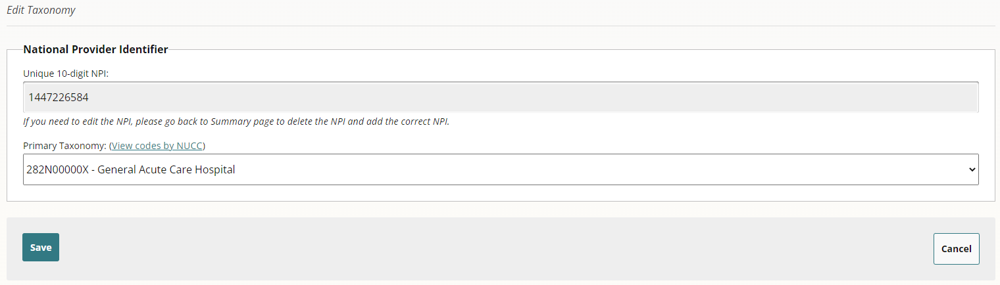 Edit Taxonomy
National Provider Identifier
Unique 10-digit NPI:
1447226584
If you need to edit the NPI, please go back to Summary page to delete the NPI and add the correct NPI.
Primary Taxonomy: (View codes by NUCC)
282N00000X - General Acute Care Hospital
Save
Cancel